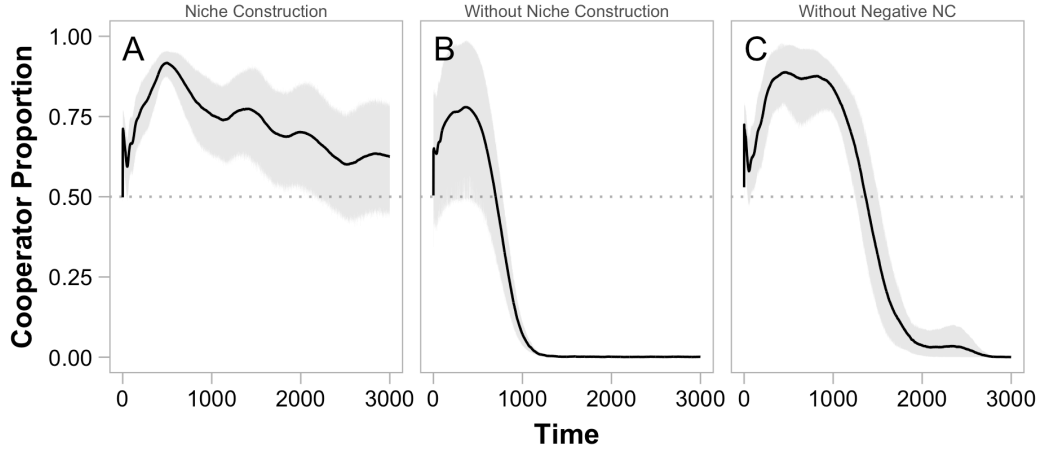 Niche Construction
Without Niche Construction
Without Negative NC
A
B
C
Cooperator Proportion
1.00
0.75
0.50
0.25
0.00
0 1000 2000 3000
0 1000 2000 3000
0 1000 2000 3000
Time